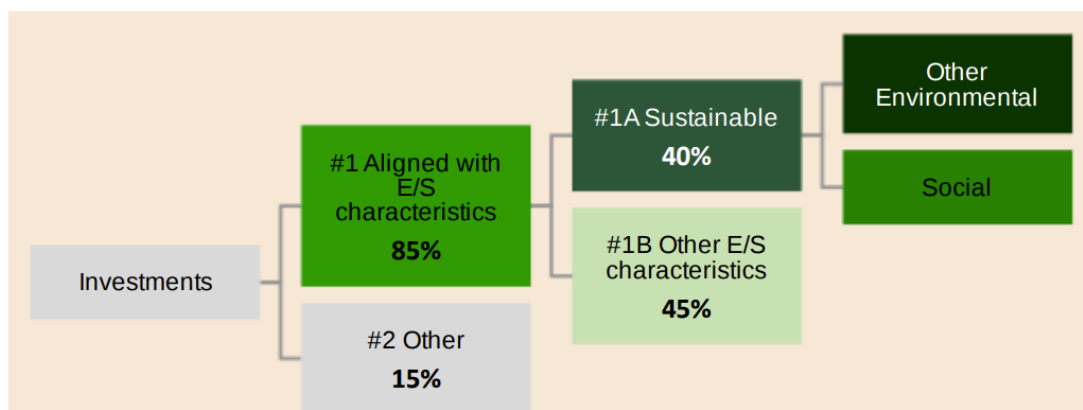 Investments
#1 Aligned with
E/S
characteristics
85%
#2 Other
15%
#1A Sustainable
40%
#1B Other E/S
characteristics
45%
Other
Environmental
Social